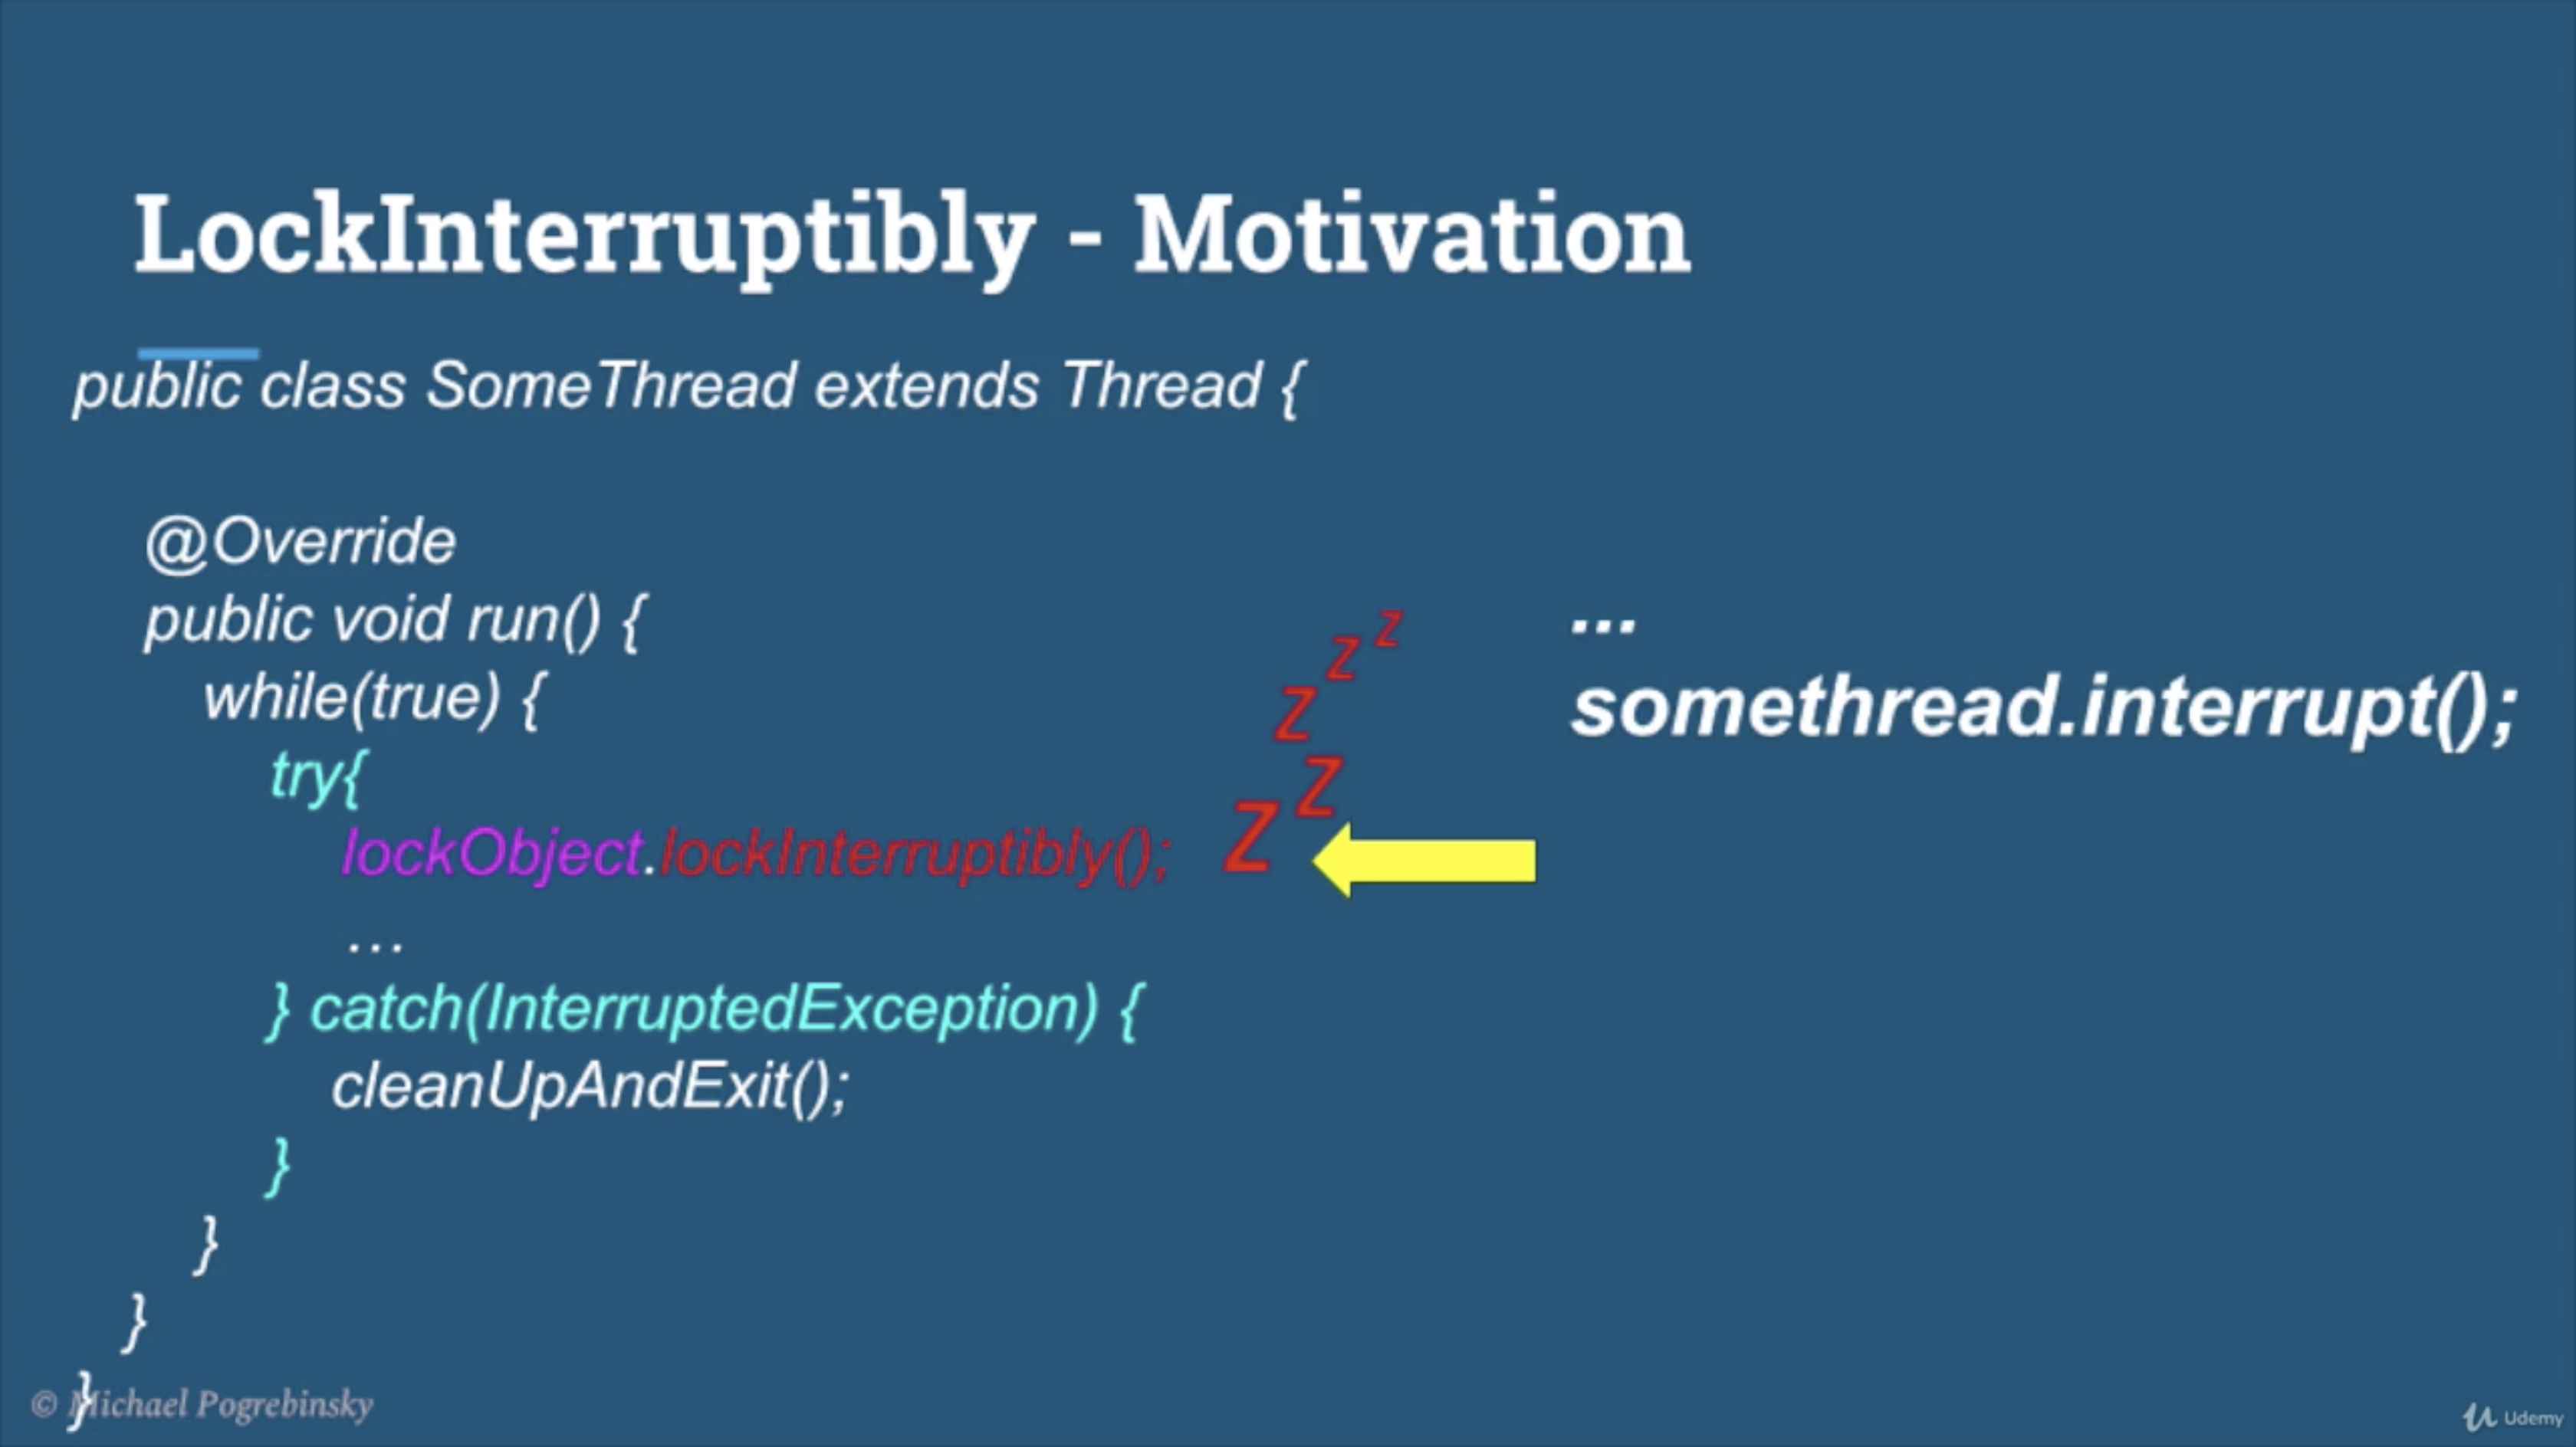 LockInterruptibly - Motivation
public class SomeThread extends Thread {
@Override
public void run() {
while(true) {
try{
lockObject.lockInterruptibly();
...
} catch(InterruptedException) {
cleanUpAndExit();
}
}
}
}
z
z
z
z
z
...
somethread.interrupt();
© Michael Pogrebinsky
Udemy